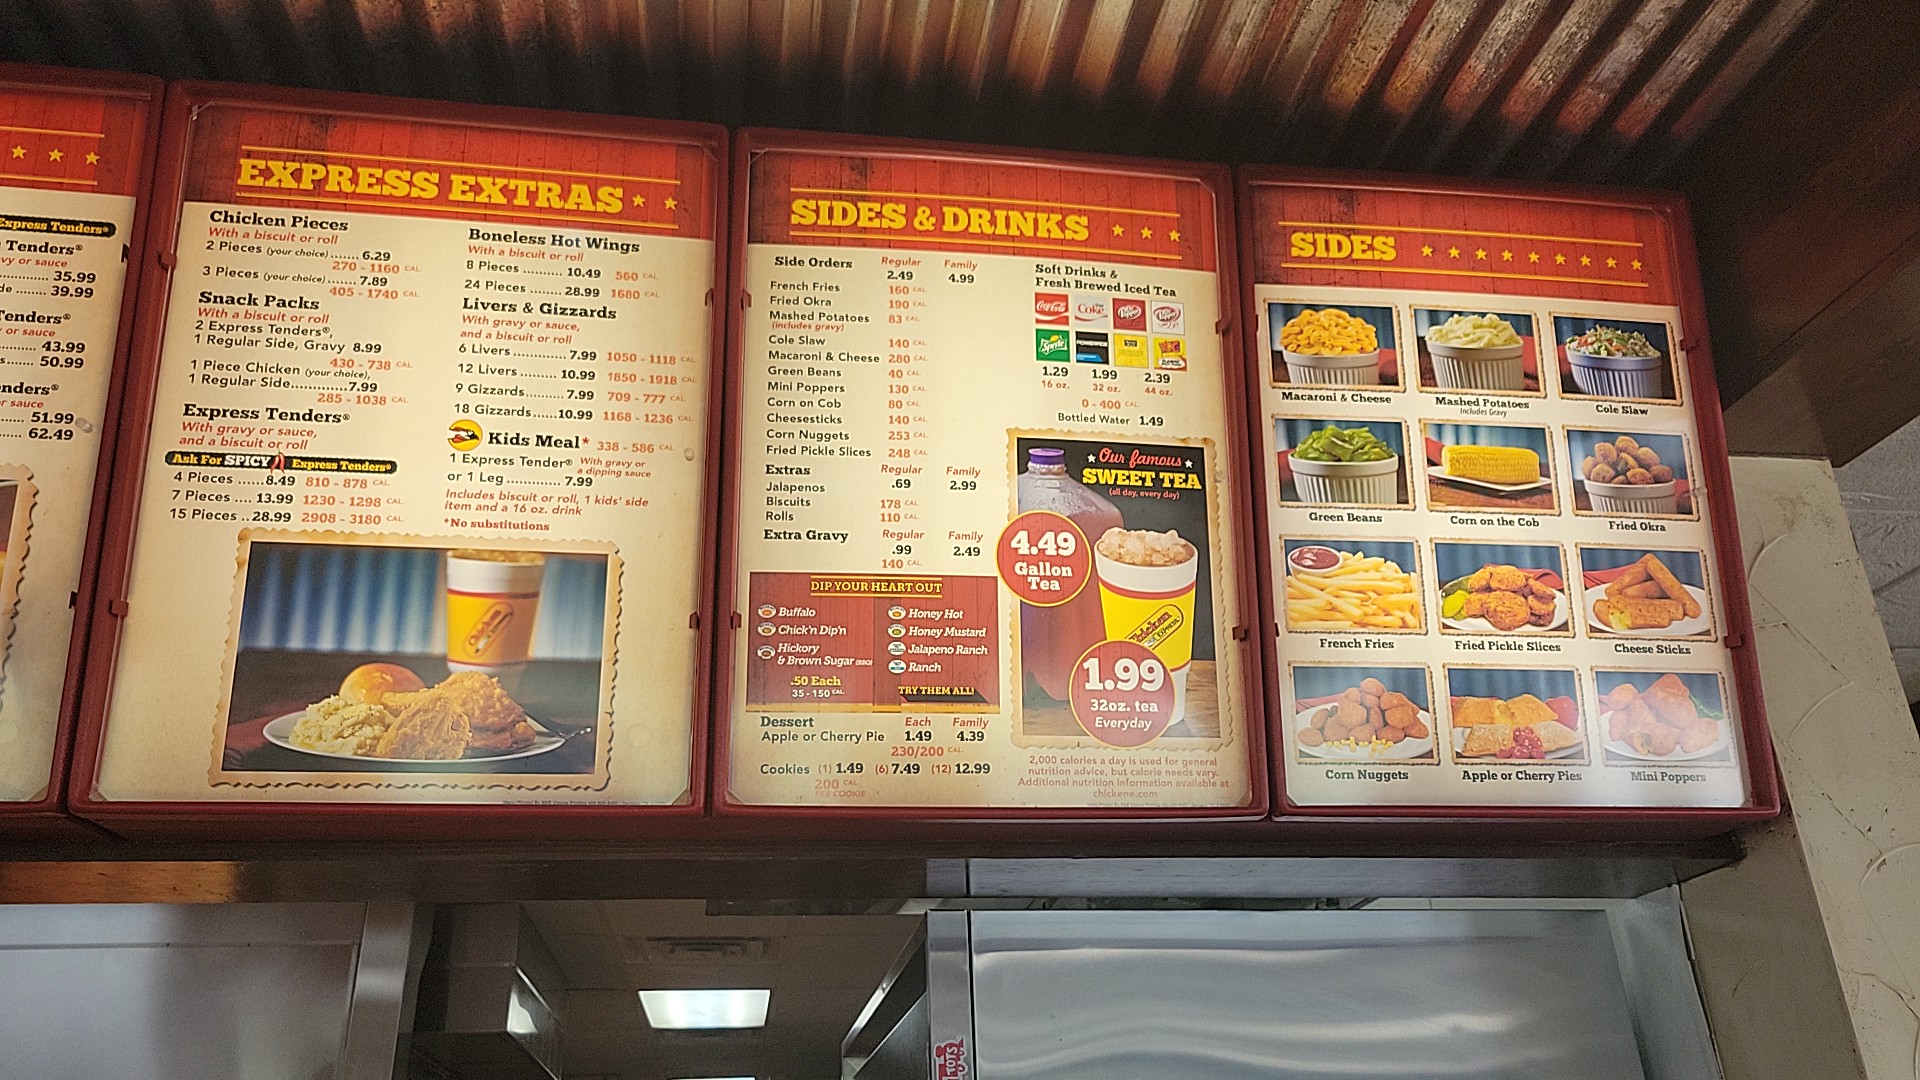 Express Tenders®
Tenders®
vy or sauce
35.99
de ........ 39.99
Tenders®
or sauce
43.99
50.99
nders®
r sauce
51.99
62.49
EXPRESS EXTRAS
Chicken Pieces
With a biscuit or roll
2 Pieces (your choice) ....... 6.29
270 - 1160 CAL.
3 Pieces (your choice) ....... 7.89
405 - 1740 CAL.
Snack Packs
With a biscuit or roll
2 Express Tenders®,
1 Regular Side, Gravy 8.99
430 - 738 CAL.
1 Piece Chicken (your choice),
1 Regular Side.............7.99
285 - 1038 CAL.
Express Tenders®
With gravy or sauce,
and a biscuit or roll
Ask For SPICY Express Tenders®
4 Pieces ......8.49 810 - 878 CAL.
7 Pieces .... 13.99 1230 - 1298 CAL.
15 Pieces ..28.99 2908 - 3180 CAL.
Boneless Hot Wings
With a biscuit or roll
8 Pieces ........... 10.49 560 CAL.
24 Pieces ........ 28.99 1680 CAL.
Livers & Gizzards
With gravy or sauce,
and a biscuit or roll
6 Livers ............. 7.99 1050 - 1118 CAL.
12 Livers .......... 10.99 1850 - 1918 CAL.
9 Gizzards.......... 7.99 709 - 777 CAL.
18 Gizzards......10.99 1168 - 1236 CAL.
Kids Meal* 338 - 586 CAL.
1 Express Tender® With gravy or
a dipping sauce
or 1 Leg .............. 7.99
Includes biscuit or roll, 1 kids' side
item and a 16 oz. drink
*No substitutions
SIDES & DRINKS
Side Orders Regular Family
2.49 4.99
French Fries 160 CAL.
Fried Okra 190 CAL.
Mashed Potatoes 83 CAL.
(includes gravy)
Cole Slaw 140 CAL.
Macaroni & Cheese 280 CAL.
Green Beans 40 CAL.
Mini Poppers 130 CAL.
Corn on Cob 80 CAL.
Cheesesticks 140 CAL.
Corn Nuggets 253 CAL.
Fried Pickle Slices 248 CAL.
Extras Regular Family
Jalapenos .69 2.99
Biscuits 178 CAL.
Rolls 110 CAL.
Extra Gravy Regular Family
.99 2.49
140 CAL.
DIP YOUR HEART OUT
Buffalo
Chick'n Dip'n
Hickory
& Brown Sugar (BBQ)
.50 Each
35 - 150 CAL.
Honey Hot
Honey Mustard
Jalapeno Ranch
Ranch
TRY THEM ALL!
Dessert Each Family
Apple or Cherry Pie 1.49 4.39
230/200 CAL.
Cookies (1) 1.49 (6) 7.49 (12) 12.99
200 CAL.
PER COOKIE
Soft Drinks &
Fresh Brewed Iced Tea
Coca-Cola
Coke
Dr Pepper
Sprite
POWERADE
1.29 1.99 2.39
16 oz. 32 oz. 44 oz.
0 - 400 CAL.
Bottled Water 1.49
Our famous
SWEET TEA
(all day, every day)
4.49
Gallon
Tea
Chicken
EXPRESS
1.99
32oz. tea
Everyday
2,000 calories a day is used for general
nutrition advice, but calorie needs vary.
Additional nutrition information available at
chickene.com
SIDES
Macaroni & Cheese
Mashed Potatoes
Includes Gravy
Cole Slaw
Green Beans
Corn on the Cob
Fried Okra
French Fries
Fried Pickle Slices
Cheese Sticks
Corn Nuggets
Apple or Cherry Pies
Mini Poppers